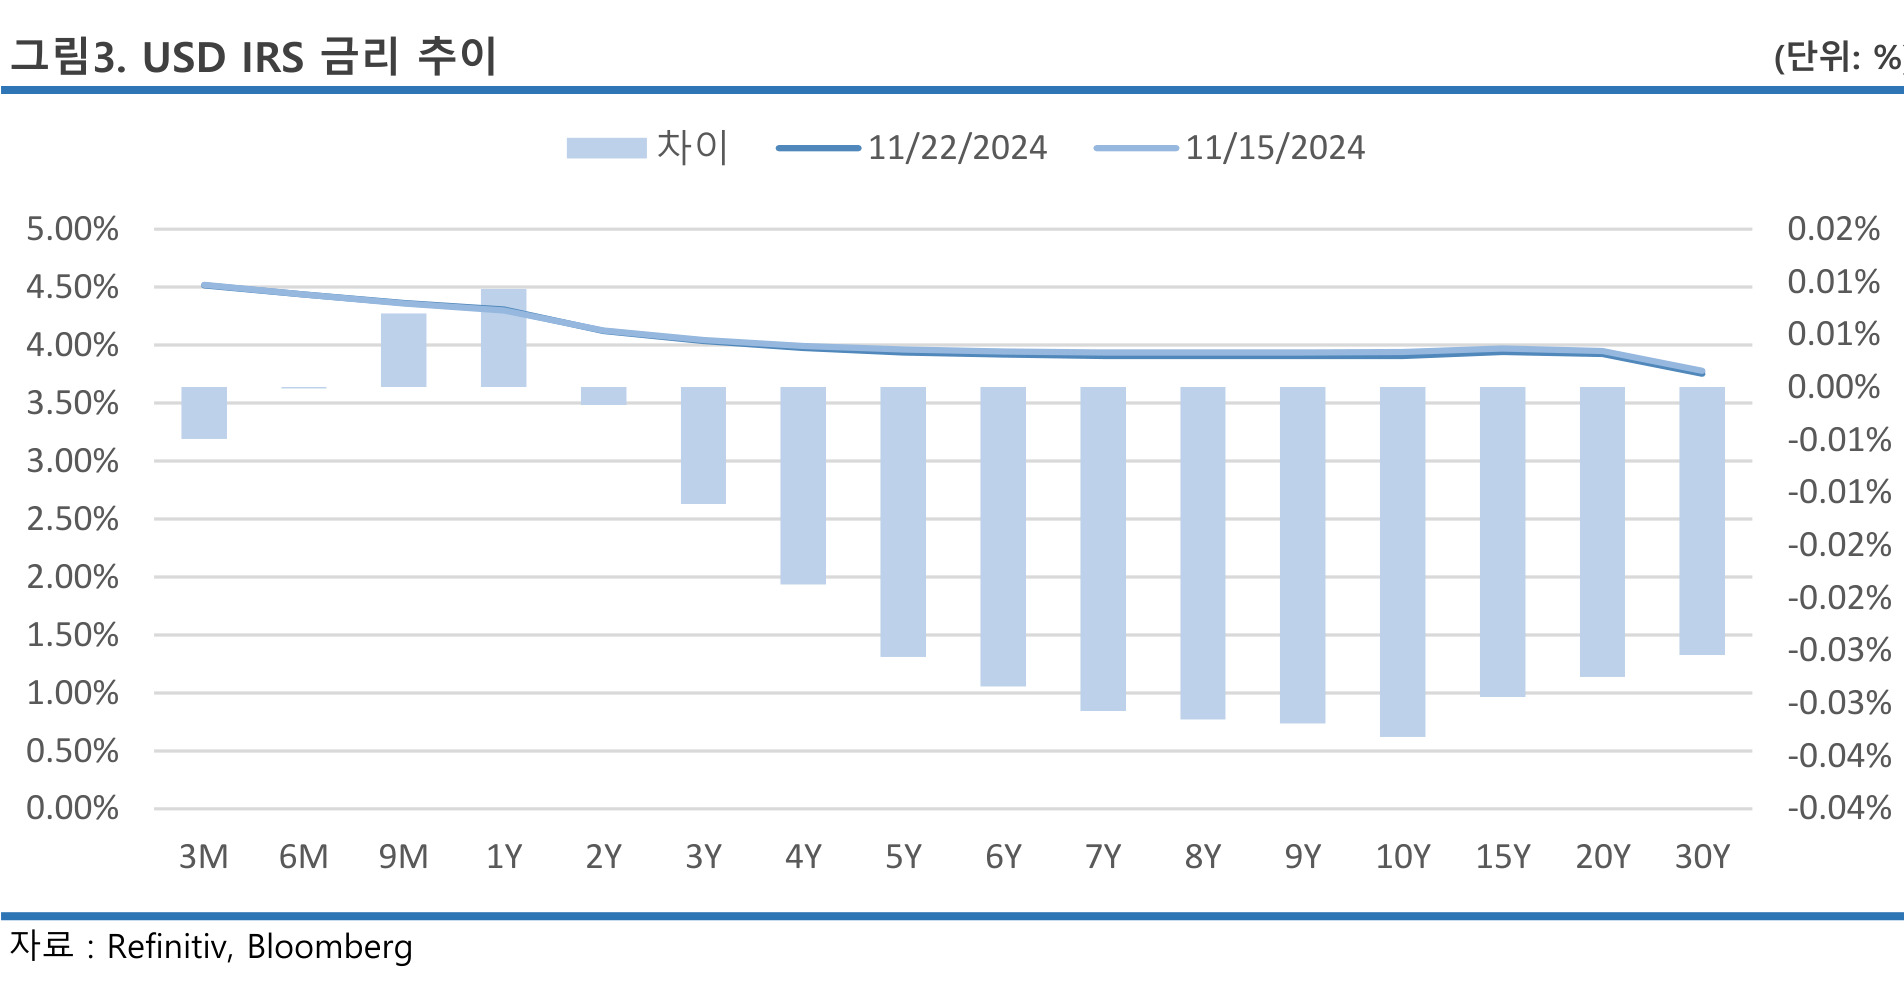 그림3. USD IRS 금리 추이
(단위: %)
차이 11/22/2024 11/15/2024
5.00% 0.02%
4.50% 0.01%
4.00% 0.01%
3.50% 0.00%
3.00% -0.01%
2.50% -0.01%
2.00% -0.02%
1.50% -0.02%
1.00% -0.03%
0.50% -0.03%
0.00% -0.04%
-0.04%
3M 6M 9M 1Y 2Y 3Y 4Y 5Y 6Y 7Y 8Y 9Y 10Y 15Y 20Y 30Y
자료 : Refinitiv, Bloomberg